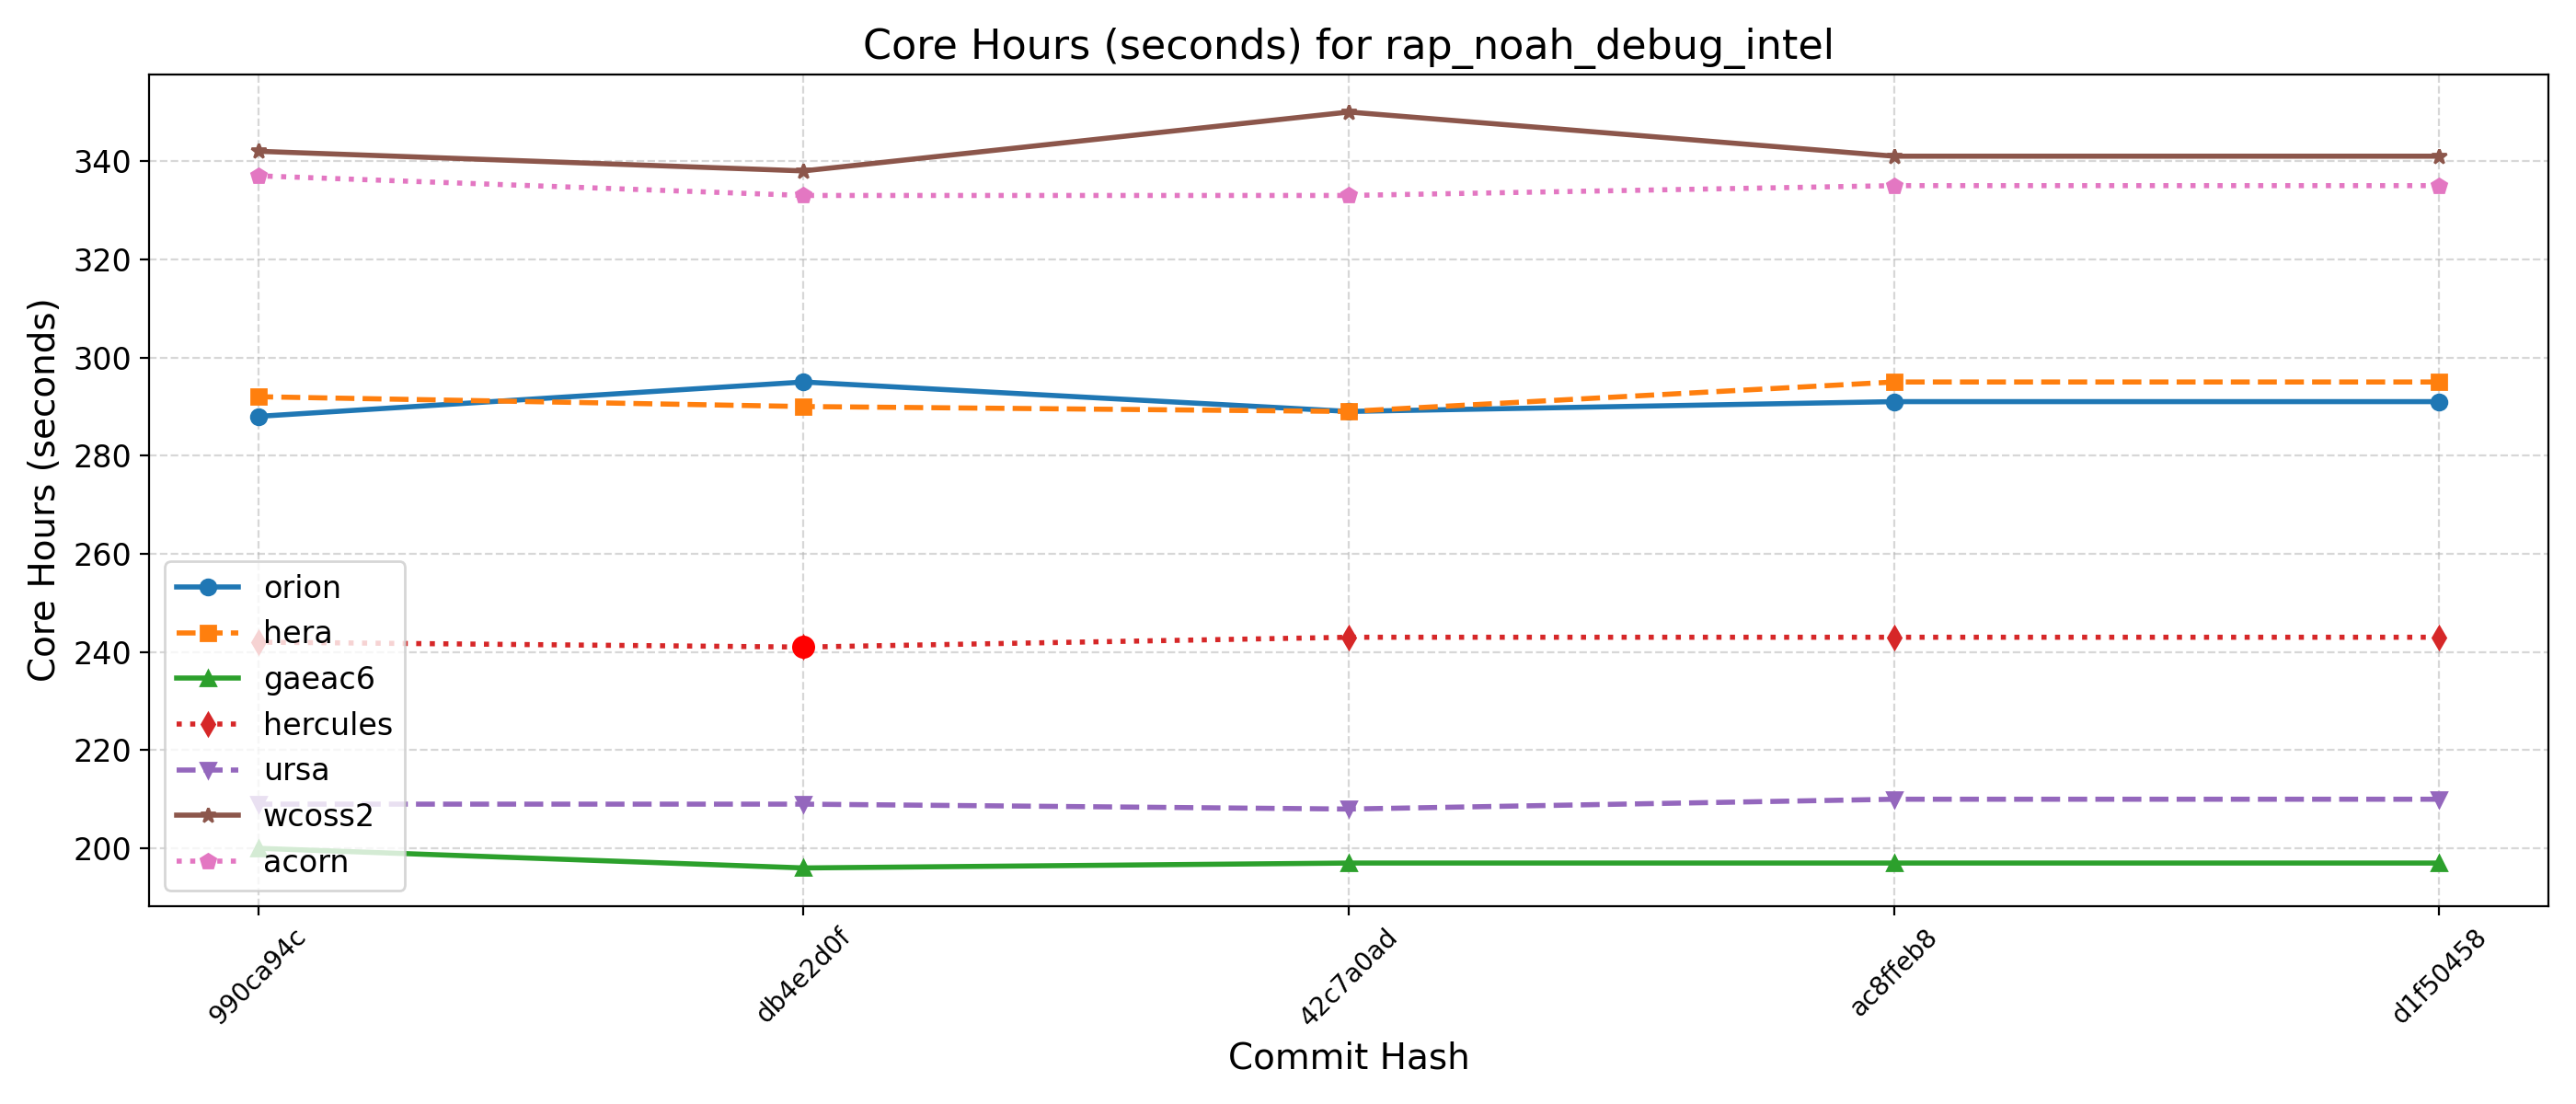 Core Hours (seconds) for rap_noah_debug_intel
Core Hours (seconds)
340
320
300
280
260
240
220
200
orion
hera
gaeac6
hercules
ursa
wcoss2
acorn
990ca94c
db4e2d0f
42c7a0ad
ac8ffeb8
d1f50458
Commit Hash